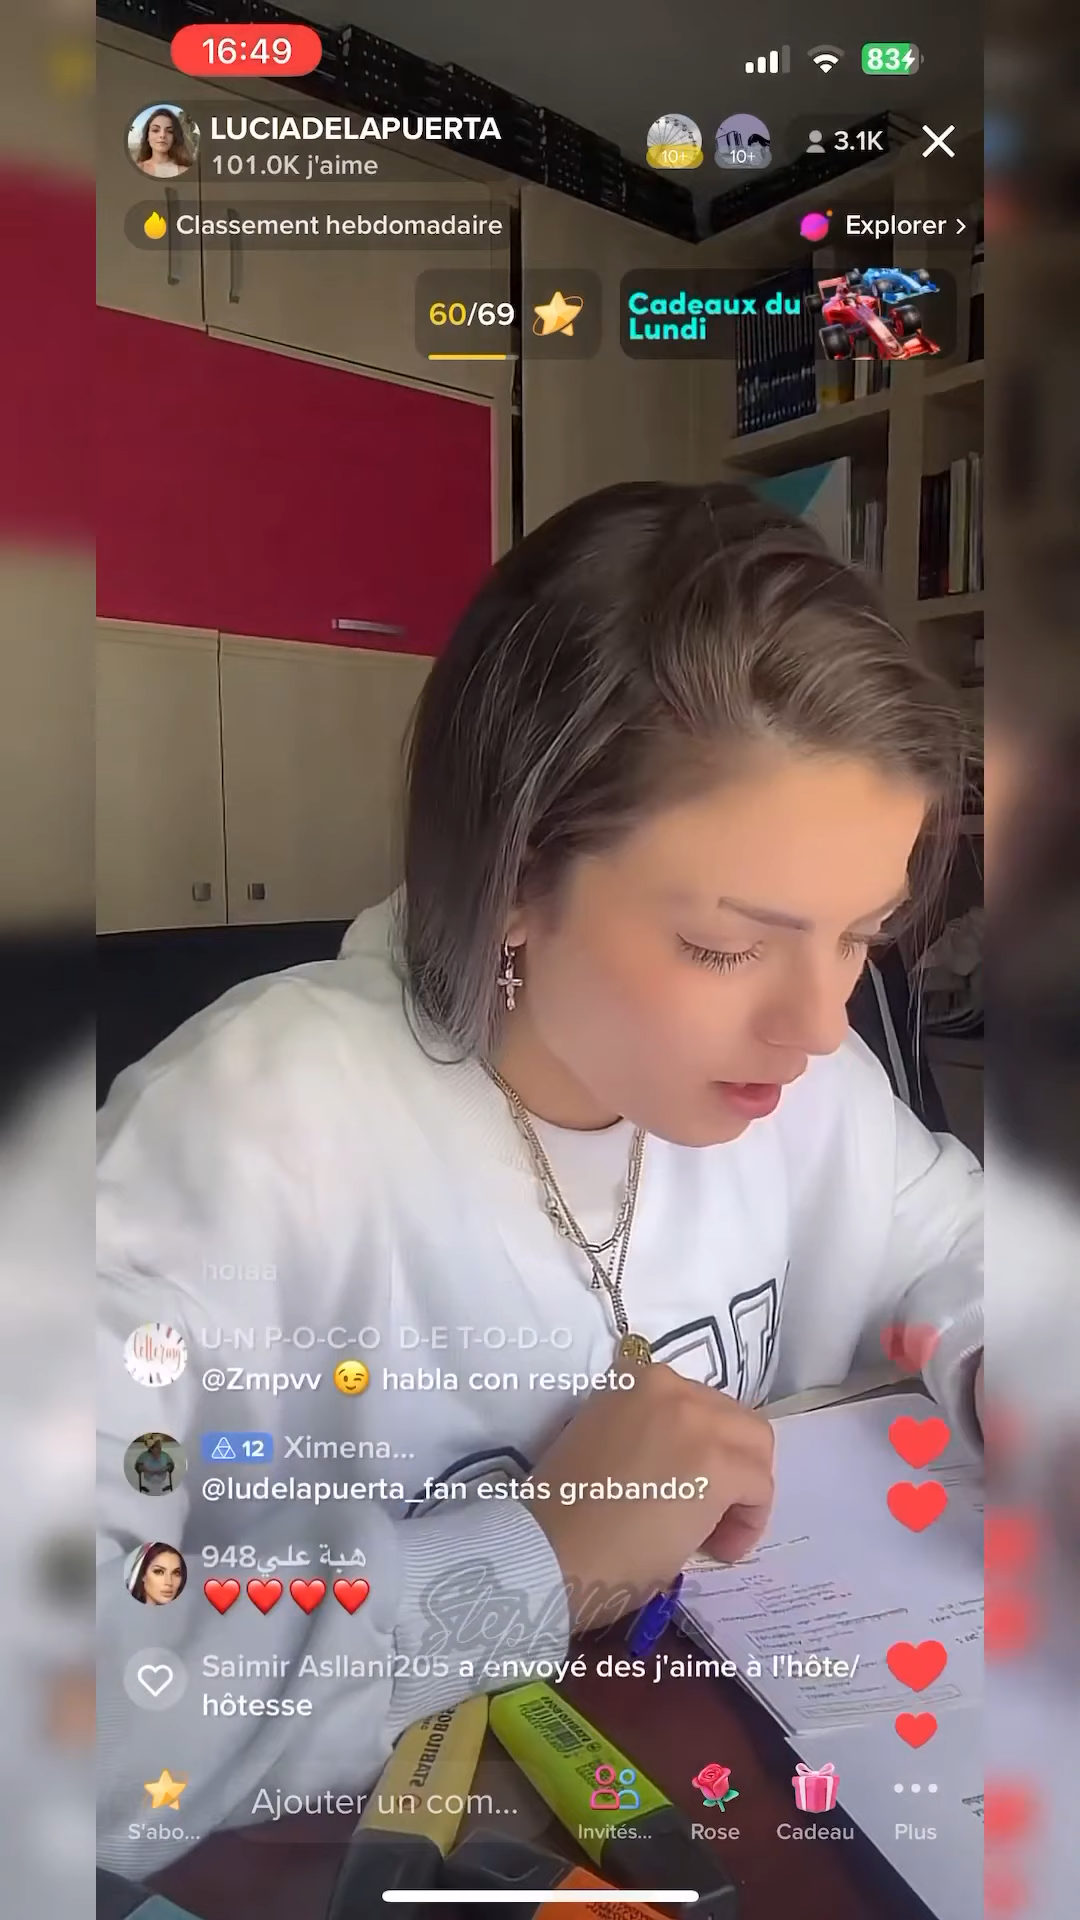 16:49
83
LUCIADELAPUERTA
101.0K j'aime
10+
10+
3.1K
Classement hebdomadaire
Explorer >
60/69
Cadeaux du
Lundi
holaa
U-N P-O-C-O D-E T-O-D-O
@Zmpvv 😉 habla con respeto
12 Ximena...
@ludelapuerta_fan estás grabando?
هبة علي948
❤️❤️❤️❤️
Saimir Asllani205 a envoyé des j'aime à l'hôte/
hôtesse
S'abo...
Ajouter un com...
Invités...
Rose
Cadeau
Plus
STABILO BOSS